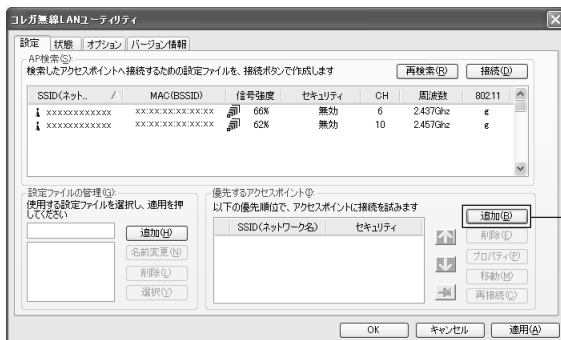 コレガ無線LANユーティリティ
設定 状態 オプション バージョン情報
AP検索(S):
検索したアクセスポイントへ接続するための設定ファイルを、接続ボタンで作成します
再検索(R) 接続(D)
SSID(ネット.. / MAC(BSSID) 信号強度 セキュリティ CH 周波数 802.11
xxxxxxxxxxxx xx:xx:xx:xx:xx:xx 66% 無効 6 2.437Ghz g
xxxxxxxxxxxx xx:xx:xx:xx:xx:xx 62% 無効 10 2.457Ghz g
設定ファイルの管理(G):
使用する設定ファイルを選択し、適用を押
してください
追加(H)
名前変更(N)
削除(L)
選択(Y)
優先するアクセスポイント(I):
以下の優先順位で、アクセスポイントに接続を試みます
SSID(ネットワーク名) セキュリティ
追加(B)
削除(E)
プロパティ(P)
移動(M)
再接続(C)
OK キャンセル 適用(A)